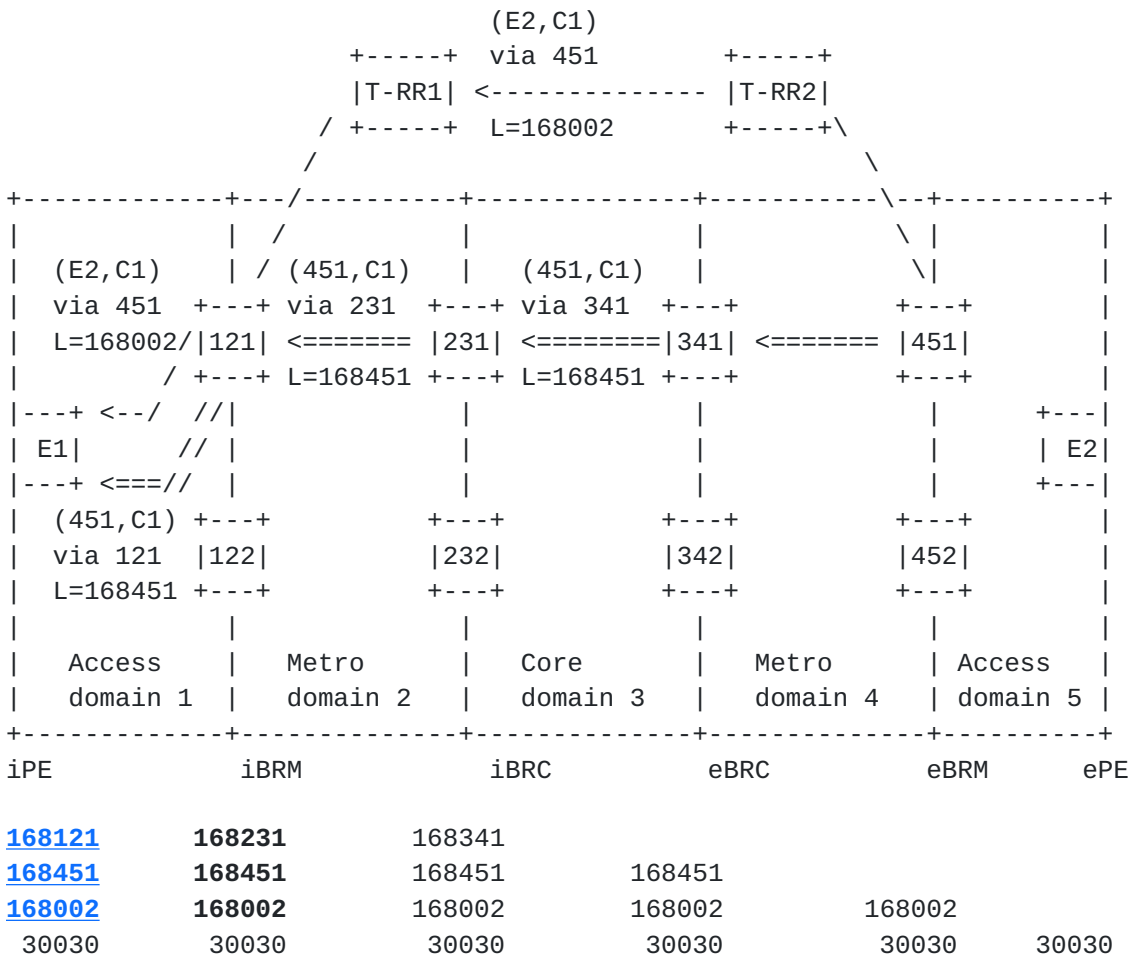 (E2,C1)
                      +-----+  via 451        +-----+
                      |T-RR1| <-------------- |T-RR2|
                    / +-----+  L=168002       +-----+\
                   /                                   \
+-------------+---/----------+--------------+-----------\--+----------+
|             |  /           |              |            \ |          |
|  (E2,C1)    | / (451,C1)   |   (451,C1)   |             \|          |
|  via 451  +---+ via 231  +---+ via 341  +---+          +---+        |
|  L=168002/|121| <======= |231| <========|341| <======= |451|        |
|         / +---+ L=168451 +---+ L=168451 +---+          +---+        |
|---+ <--/  //|              |              |              |      +---|
| E1|      // |              |              |              |      | E2|
|---+ <===//  |              |              |              |      +---|
|  (451,C1) +---+          +---+          +---+          +---+        |
|  via 121  |122|          |232|          |342|          |452|        |
|  L=168451 +---+          +---+          +---+          +---+        |
|             |              |              |              |          |
|   Access    |   Metro      |   Core       |   Metro      | Access   |
|   domain 1  |   domain 2   |   domain 3   |   domain 4   | domain 5 |
+-------------+--------------+--------------+--------------+----------+
iPE            iBRM            iBRC          eBRC          eBRM      ePE
168121      168231        168341
168451      168451        168451        168451
168002      168002        168002        168002         168002
 30030       30030         30030         30030          30030     30030